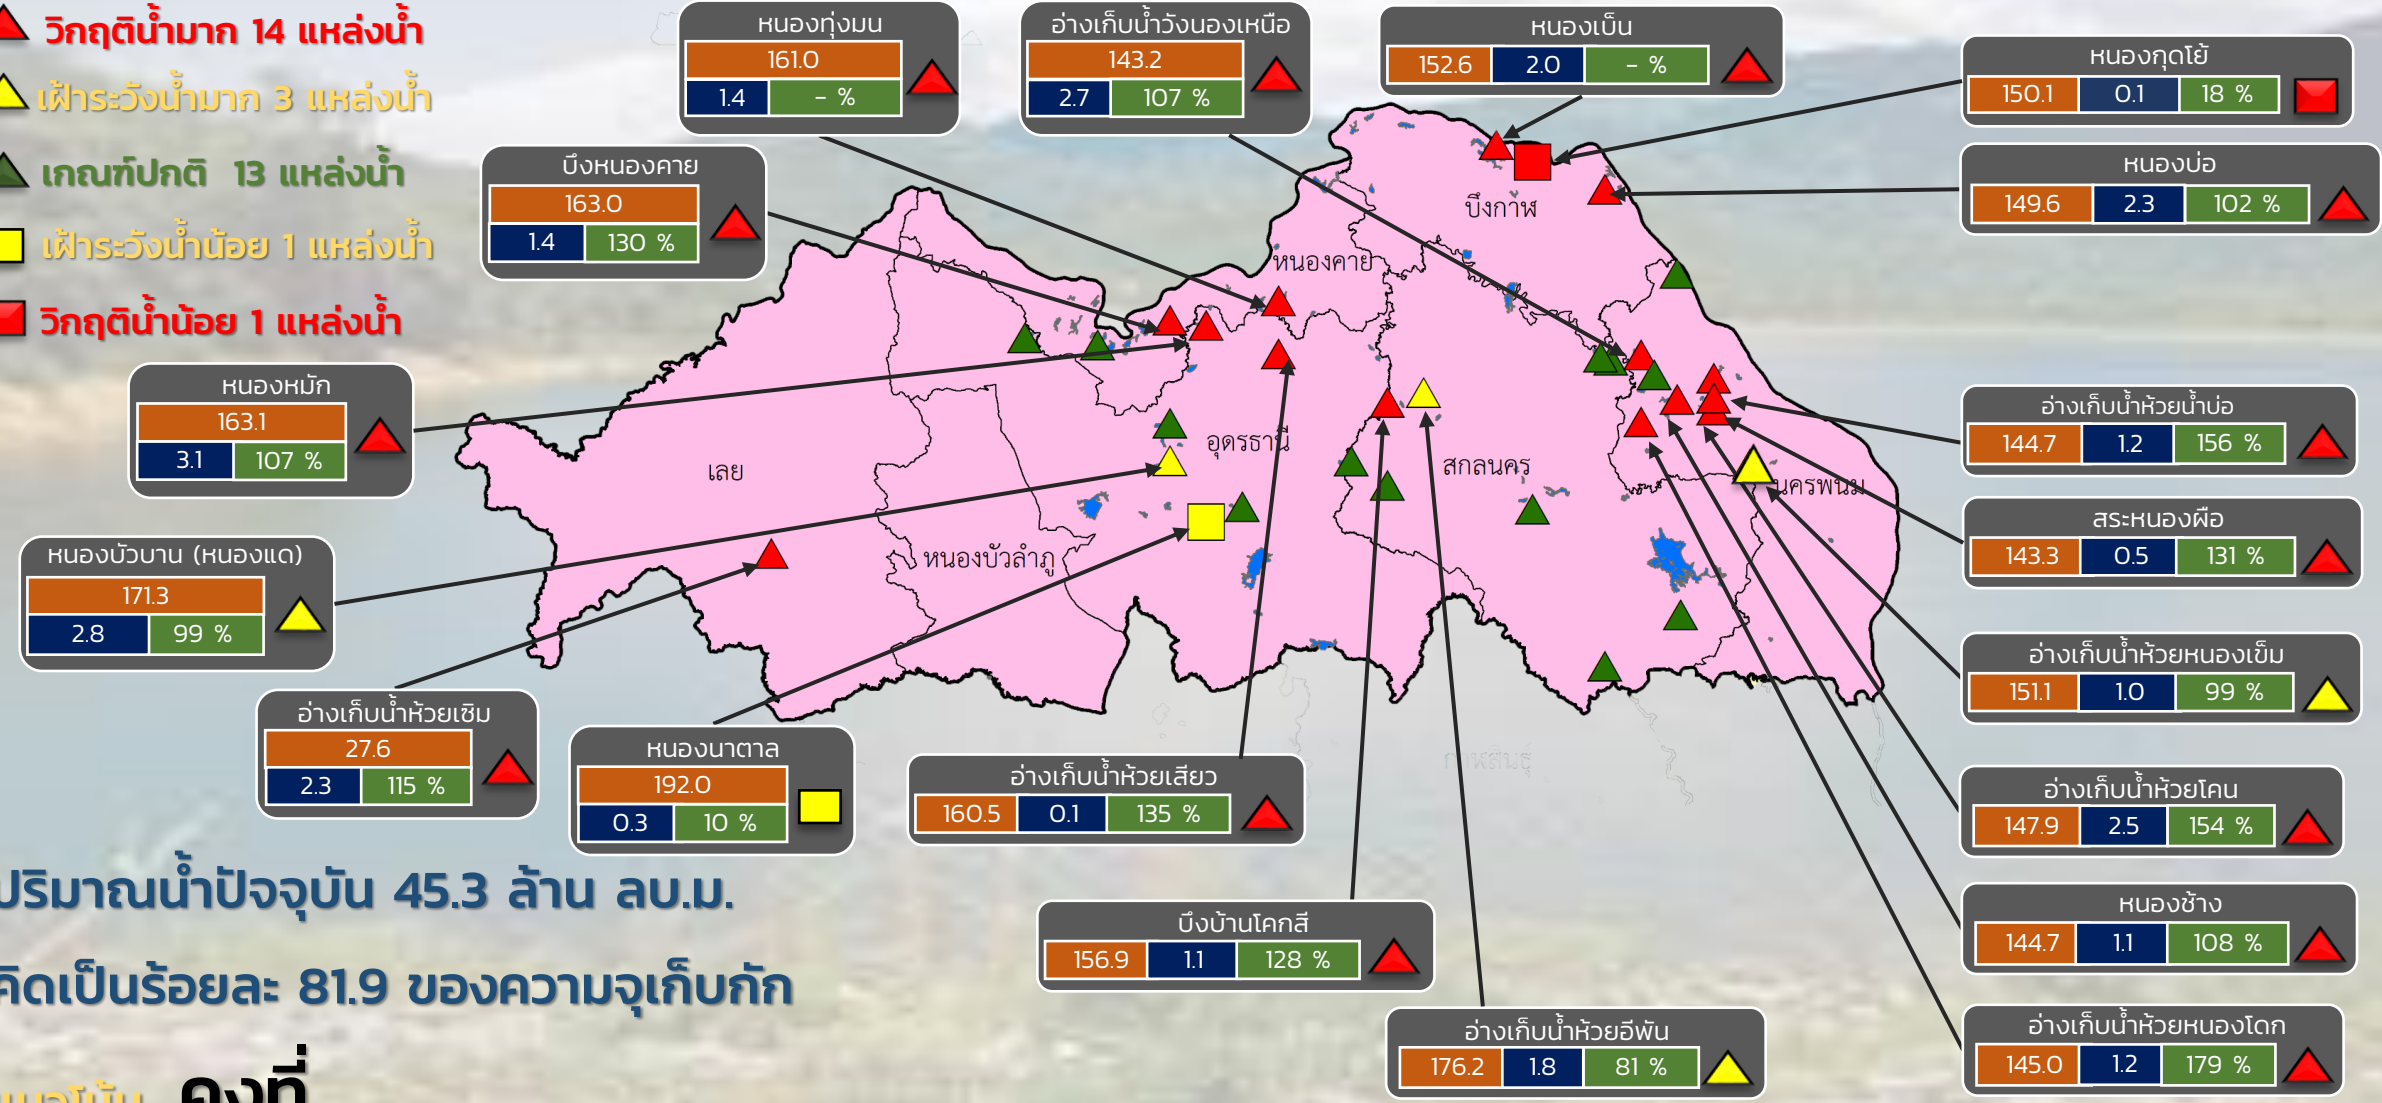 วิกฤติน้ำมาก 14 แหล่งน้ำ
เฝ้าระวังน้ำมาก 3 แหล่งน้ำ
เกณฑ์ปกติ 13 แหล่งน้ำ
เฝ้าระวังน้ำน้อย 1 แหล่งน้ำ
วิกฤติน้ำน้อย 1 แหล่งน้ำ
หนองทุ่งมน
161.0
1.4 - %
อ่างเก็บน้ำวังนองเหนือ
143.2
2.7 107 %
หนองเบ็น
152.6 2.0 - %
หนองกุดโย้
150.1 0.1 18 %
บึงหนองคาย
163.0
1.4 130 %
หนองบ่อ
149.6 2.3 102 %
หนองหมัก
163.1
3.1 107 %
บึงกาฬ
หนองคาย
อุดรธานี
เลย
สกลนคร
นครพนม
หนองบัวลำภู
กาฬสินธุ์
อ่างเก็บน้ำห้วยน้ำบ่อ
144.7 1.2 156 %
สระหนองผือ
143.3 0.5 131 %
หนองบัวบาน (หนองแด)
171.3
2.8 99 %
อ่างเก็บน้ำห้วยหนองเข็ม
151.1 1.0 99 %
อ่างเก็บน้ำห้วยเซิม
27.6
2.3 115 %
หนองนาตาล
192.0
0.3 10 %
อ่างเก็บน้ำห้วยเสียว
160.5 0.1 135 %
อ่างเก็บน้ำห้วยโคน
147.9 2.5 154 %
บึงบ้านโคกสี
156.9 1.1 128 %
หนองช้าง
144.7 1.1 108 %
อ่างเก็บน้ำห้วยอีพัน
176.2 1.8 81 %
อ่างเก็บน้ำห้วยหนองโดก
145.0 1.2 179 %
ปริมาณน้ำปัจจุบัน 45.3 ล้าน ลบ.ม.
คิดเป็นร้อยละ 81.9 ของความจุเก็บกัก
แนวโน้ม คงที่